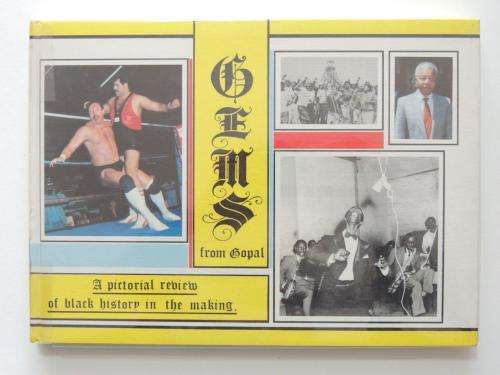 GEMS
from Gopal
A pictorial review
of black history in the making.